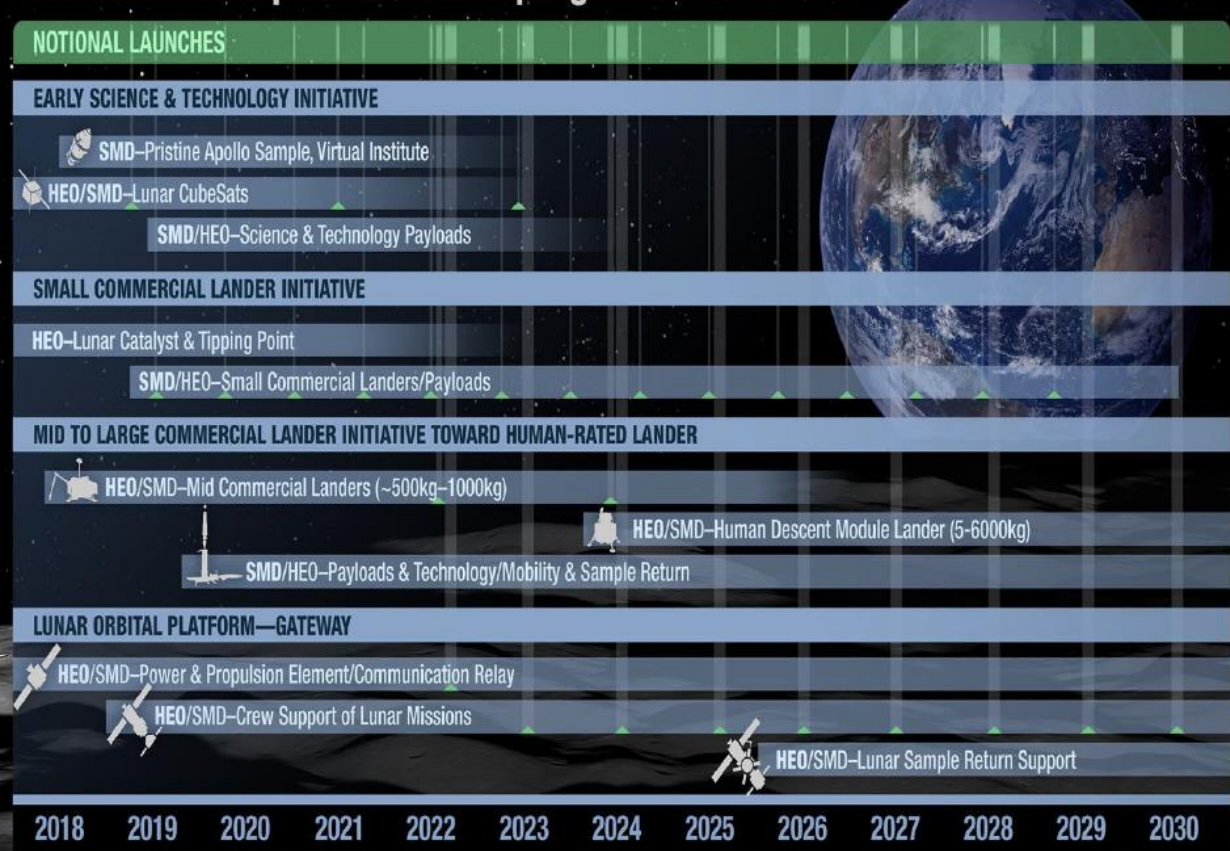 NOTIONAL LAUNCHES
EARLY SCIENCE & TECHNOLOGY INITIATIVE
SMD–Pristine Apollo Sample, Virtual Institute
HEO/SMD–Lunar CubeSats
SMD/HEO–Science & Technology Payloads
SMALL COMMERCIAL LANDER INITIATIVE
HEO–Lunar Catalyst & Tipping Point
SMD/HEO–Small Commercial Landers/Payloads
MID TO LARGE COMMERCIAL LANDER INITIATIVE TOWARD HUMAN-RATED LANDER
HEO/SMD–Mid Commercial Landers (~500kg–1000kg)
HEO/SMD–Human Descent Module Lander (5-6000kg)
SMD/HEO–Payloads & Technology/Mobility & Sample Return
LUNAR ORBITAL PLATFORM—GATEWAY
HEO/SMD–Power & Propulsion Element/Communication Relay
HEO/SMD–Crew Support of Lunar Missions
HEO/SMD–Lunar Sample Return Support
2018 2019 2020 2021 2022 2023 2024 2025 2026 2027 2028 2029 2030